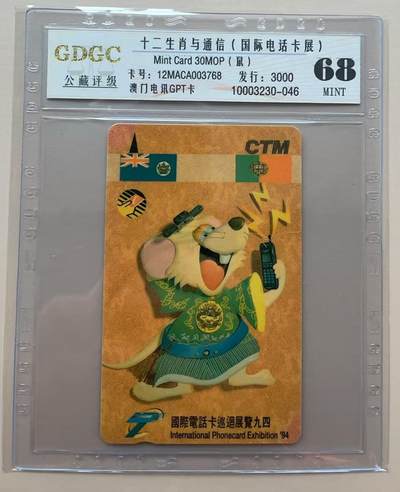 GDGC
公藏评级
十二生肖与通信(国际电话卡展)
Mint Card 30MOP(鼠)
卡号:12MACA003768 发行:3000
澳门电讯GPT卡 10003230-046
68
MINT
CTM
國際電話卡巡迴展覽九四
International Phonecard Exhibition '94